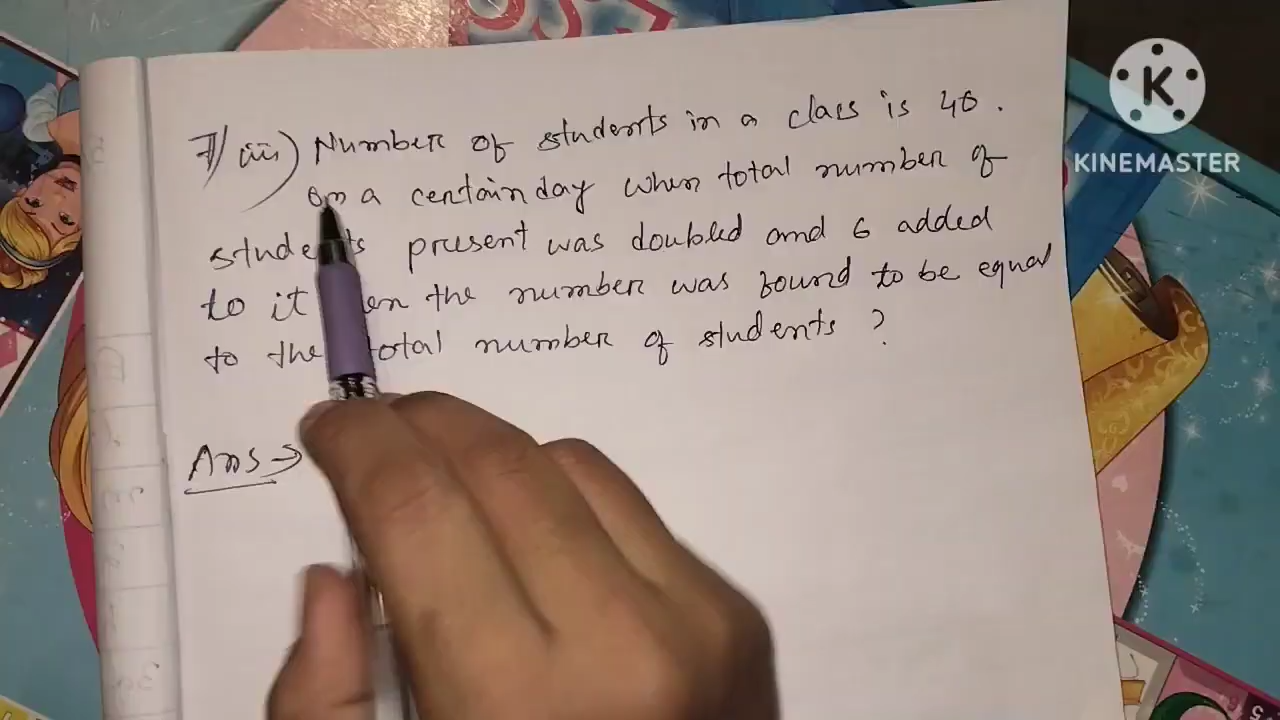 7) (iii) Number of students in a class is 40.
on a certain day when total number of
students present was doubled and 6 added
to it the number was found to be equal
to the total number of students ?
Ans →
K
KINEMASTER